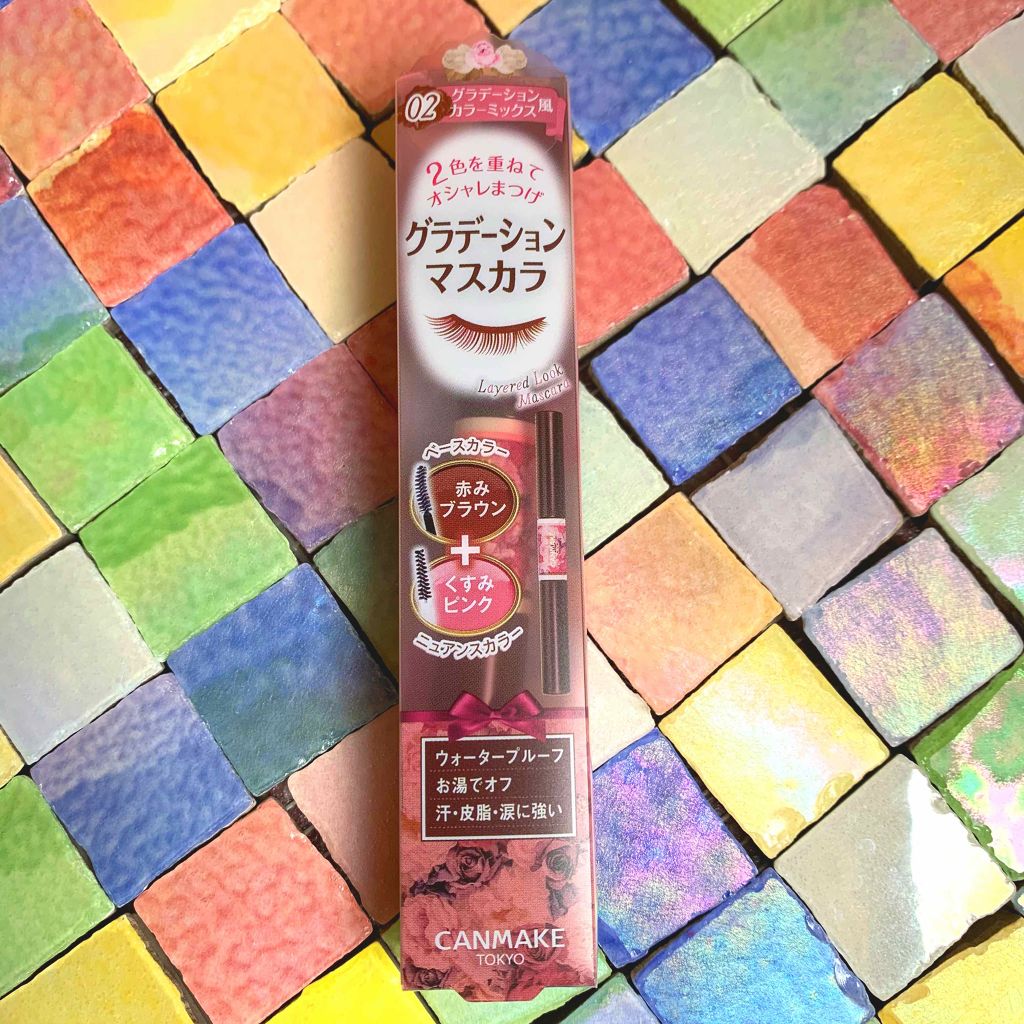 02
グラデーション
カラーミックス風
2色を重ねて
オシャレまつげ
グラデーション
マスカラ
Layered Look
Mascara
ベースカラー
赤み
ブラウン
+
くすみ
ピンク
ニュアンスカラー
ウォータープルーフ
お湯でオフ
汗・皮脂・涙に強い
CANMAKE
TOKYO